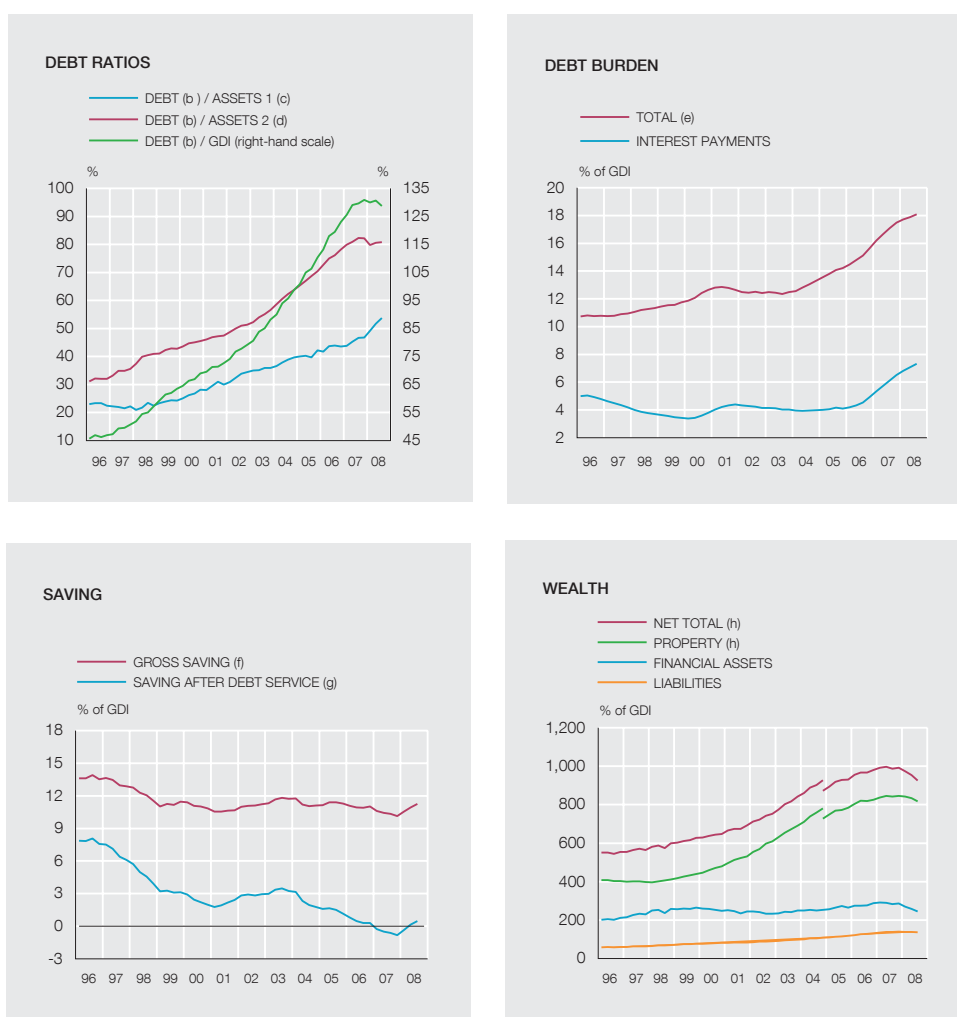 DEBT RATIOS
DEBT (b ) / ASSETS 1 (c)
DEBT (b) / ASSETS 2 (d)
DEBT (b) / GDI (right-hand scale)
% %
100 135
90 125
80 115
70 105
60 95
50 85
40 75
30 65
20 55
10 45
96 97 98 99 00 01 02 03 04 05 06 07 08
DEBT BURDEN
TOTAL (e)
INTEREST PAYMENTS
% of GDI
20
18
16
14
12
10
8
6
4
2
96 97 98 99 00 01 02 03 04 05 06 07 08
SAVING
GROSS SAVING (f)
SAVING AFTER DEBT SERVICE (g)
% of GDI
18
15
12
9
6
3
0
-3
96 97 98 99 00 01 02 03 04 05 06 07 08
WEALTH
NET TOTAL (h)
PROPERTY (h)
FINANCIAL ASSETS
LIABILITIES
% of GDI
1,200
1,000
800
600
400
200
0
96 97 98 99 00 01 02 03 04 05 06 07 08